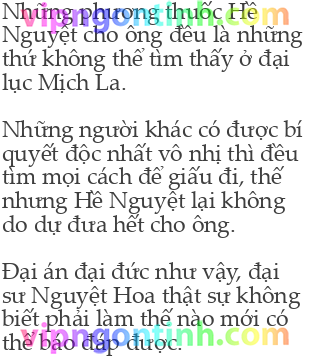 Những phương thuốc Hề
Nguyệt cho ông đều là những
thứ không thể tìm thấy ở đại
lục Mịch La.
Những người khác có được bí
quyết độc nhất vô nhị thì đều
tìm mọi cách để giấu đi, thế
nhưng Hề Nguyệt lại không
do dự đưa hết cho ông.
Đại án đại đức như vậy, đại
sư Nguyệt Hoa thật sự không
biết phải làm thế nào mới có
thể báo đáp được.
vipngontinh.com
vipngontinh.com